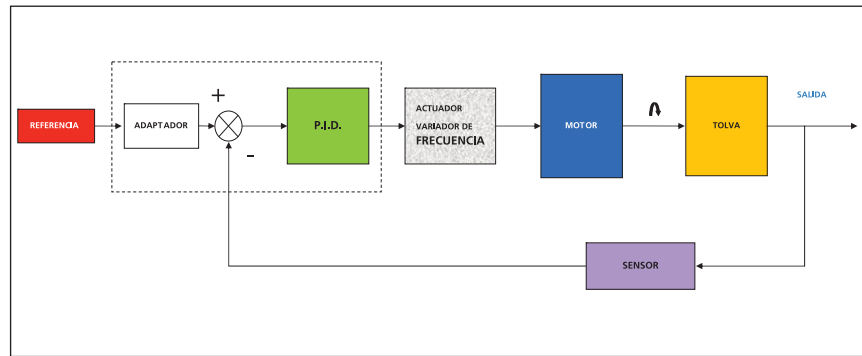 SALIDA
+
REFERENCIA
ADAPTADOR
-
P.I.D.
ACTUADOR
VARIADOR DE
FRECUENCIA
MOTOR
TOLVA
SENSOR